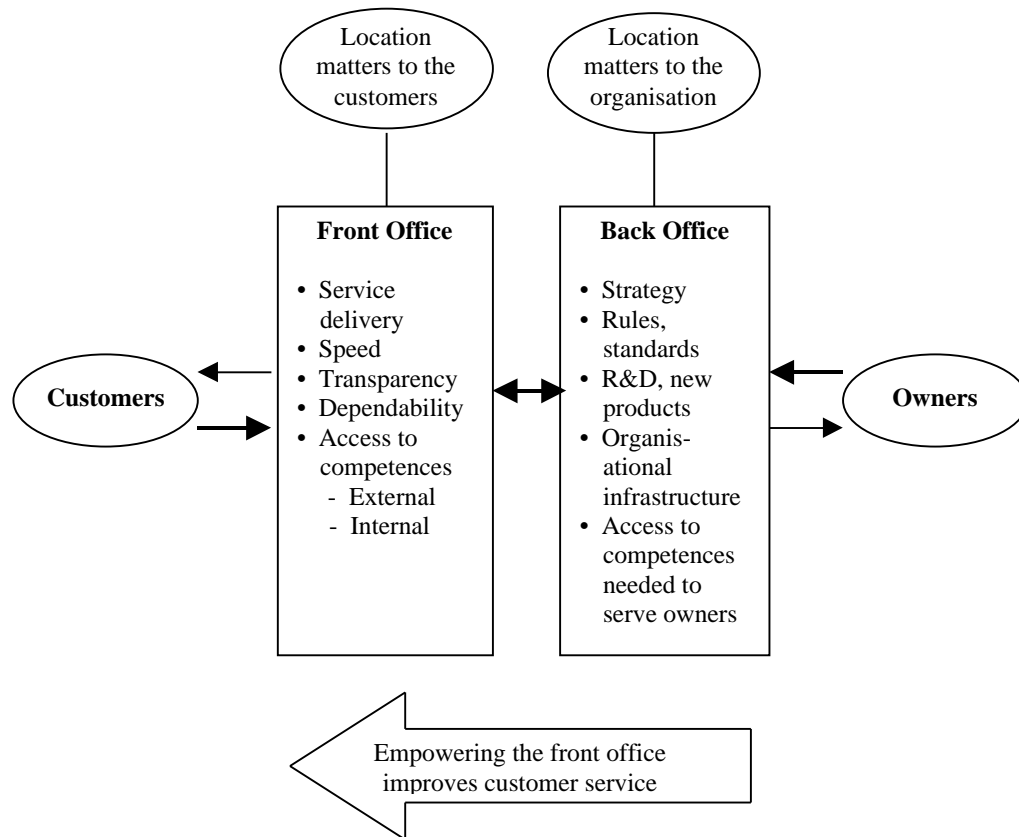 Location
matters to the
customers
Location
matters to the
organisation
Front Office
• Service
delivery
• Speed
• Transparency
• Dependability
• Access to
competences
- External
- Internal
Back Office
• Strategy
• Rules,
standards
• R&D, new
products
• Organis-
ational
infrastructure
• Access to
competences
needed to
serve owners
Customers
Owners
Empowering the front office
improves customer service